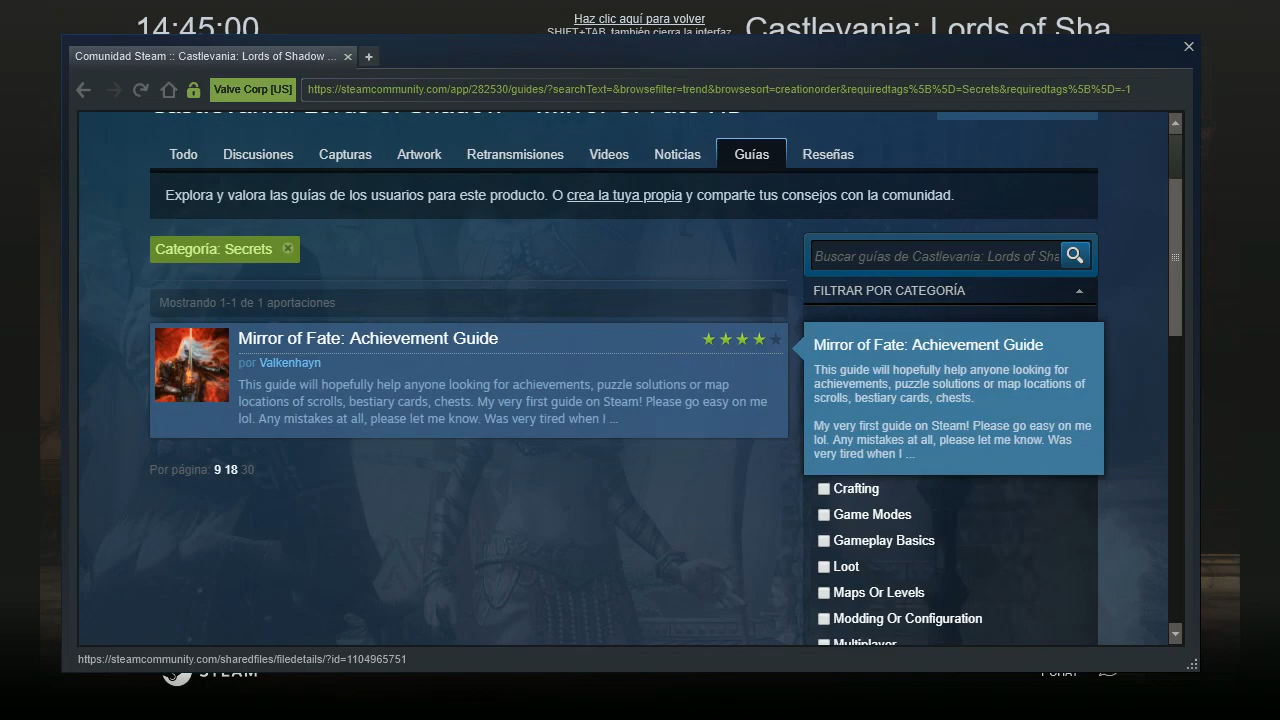 14:45:00
Haz clic aquí para volver
SHIFT+TAB también cierra la interfaz
Castlevania: Lords of Sha
Comunidad Steam :: Castlevania: Lords of Shadow ...
Valve Corp [US]
https://steamcommunity.com/app/282530/guides/?searchText=&browsefilter=trend&browsesort=creationorder&requiredtags%5B%5D=Secrets&requiredtags%5B%5D=-1
Castlevania: Lords of Shadow – Mirror of Fate HD
Todo
Discusiones
Capturas
Artwork
Retransmisiones
Videos
Noticias
Guías
Reseñas
Explora y valora las guías de los usuarios para este producto. O crea la tuya propia y comparte tus consejos con la comunidad.
Categoría: Secrets
Buscar guías de Castlevania: Lords of Sha
FILTRAR POR CATEGORÍA
Mostrando 1-1 de 1 aportaciones
Mirror of Fate: Achievement Guide
por Valkenhayn
This guide will hopefully help anyone looking for achievements, puzzle solutions or map
locations of scrolls, bestiary cards, chests. My very first guide on Steam! Please go easy on me
lol. Any mistakes at all, please let me know. Was very tired when I ...
Por página: 9 18 30
Mirror of Fate: Achievement Guide
This guide will hopefully help anyone looking for
achievements, puzzle solutions or map locations of
scrolls, bestiary cards, chests.
My very first guide on Steam! Please go easy on me
lol. Any mistakes at all, please let me know. Was
very tired when I ...
Crafting
Game Modes
Gameplay Basics
Loot
Maps Or Levels
Modding Or Configuration
Multiplayer
https://steamcommunity.com/sharedfiles/filedetails/?id=1104965751
STEAM